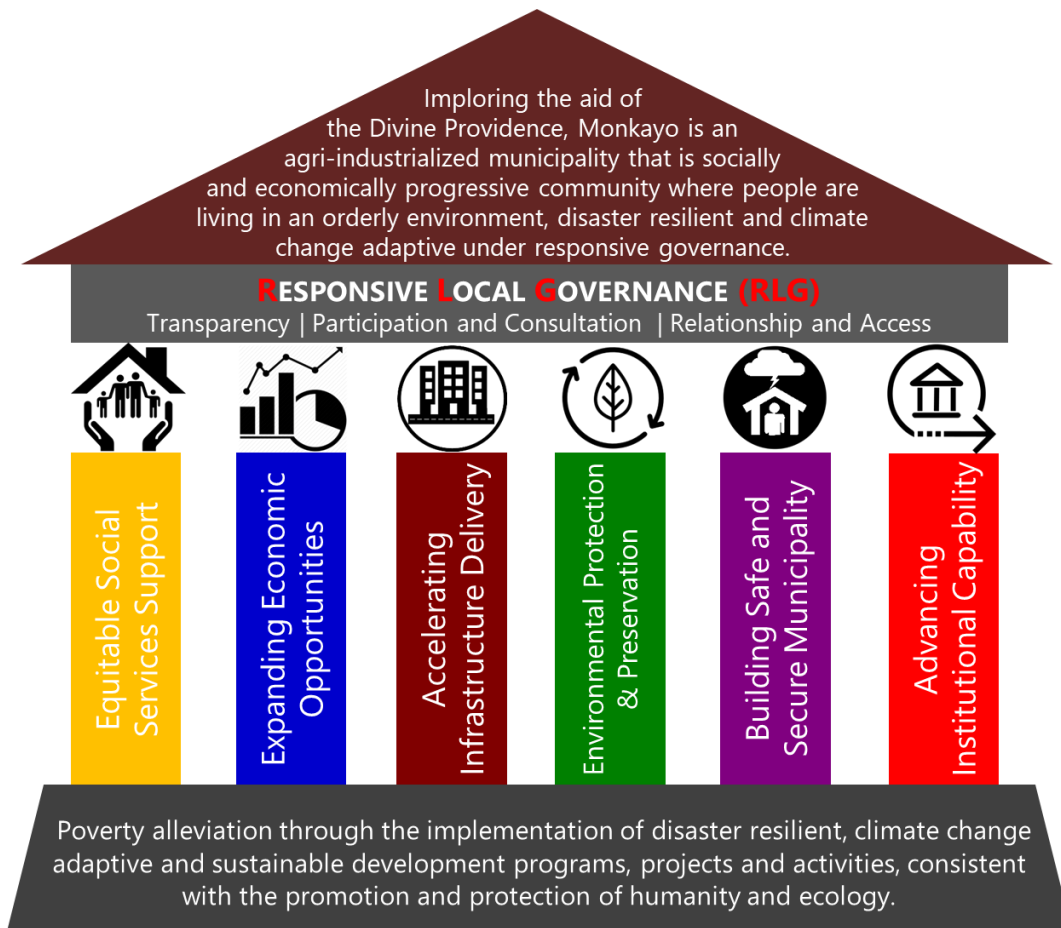 Imploring the aid of
the Divine Providence, Monkayo is an
agri-industrialized municipality that is socially
and economically progressive community where people are
living in an orderly environment, disaster resilient and climate
change adaptive under responsive governance.
RESPONSIVE LOCAL GOVERNANCE (RLG)
Transparency | Participation and Consultation | Relationship and Access
Equitable Social
Services Support
Expanding Economic
Opportunities
Accelerating
Infrastructure Delivery
Environmental Protection
& Preservation
Building Safe and
Secure Municipality
Advancing
Institutional Capability
Poverty alleviation through the implementation of disaster resilient, climate change
adaptive and sustainable development programs, projects and activities, consistent
with the promotion and protection of humanity and ecology.